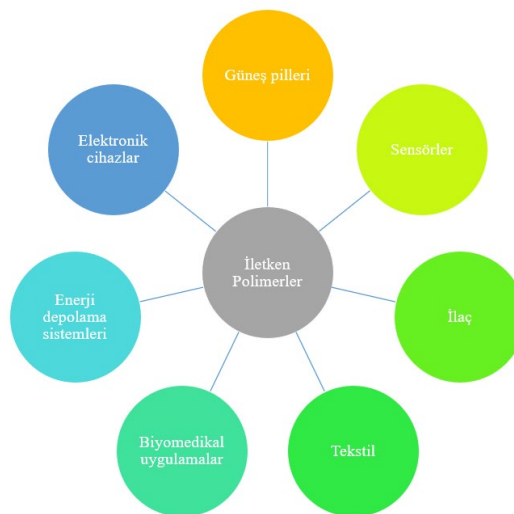 Güneş pilleri
Elektronik
cihazlar
Sensörler
İletken
Polimerler
Enerji
depolama
sistemleri
İlaç
Biyomedikal
uygulamalar
Tekstil